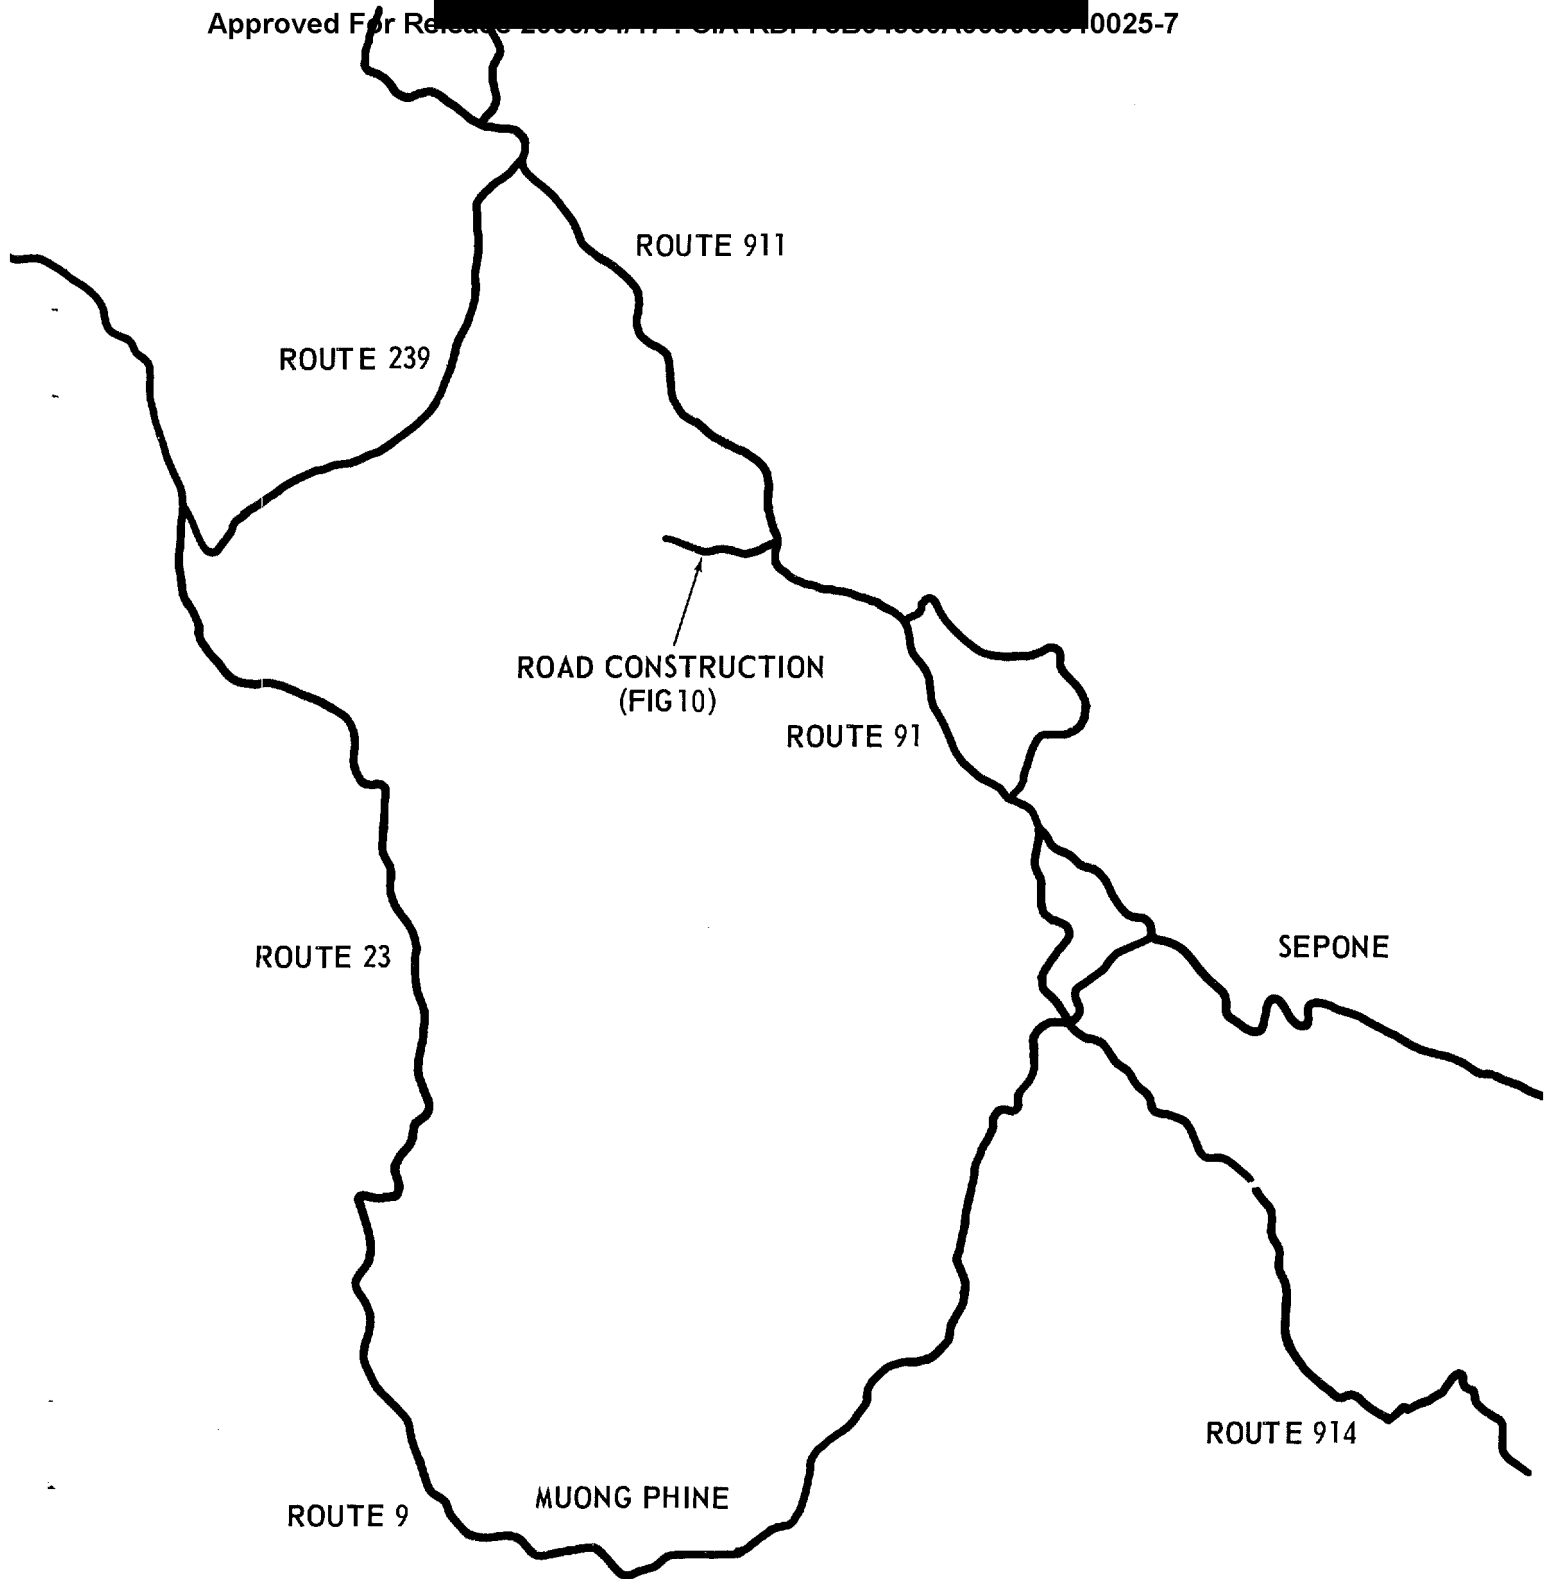 Approved For Release 0025-7
ROUTE 911
ROUTE 239
ROAD CONSTRUCTION
(FIG 10)
ROUTE 91
SEPONE
ROUTE 23
ROUTE 914
MUONG PHINE
ROUTE 9